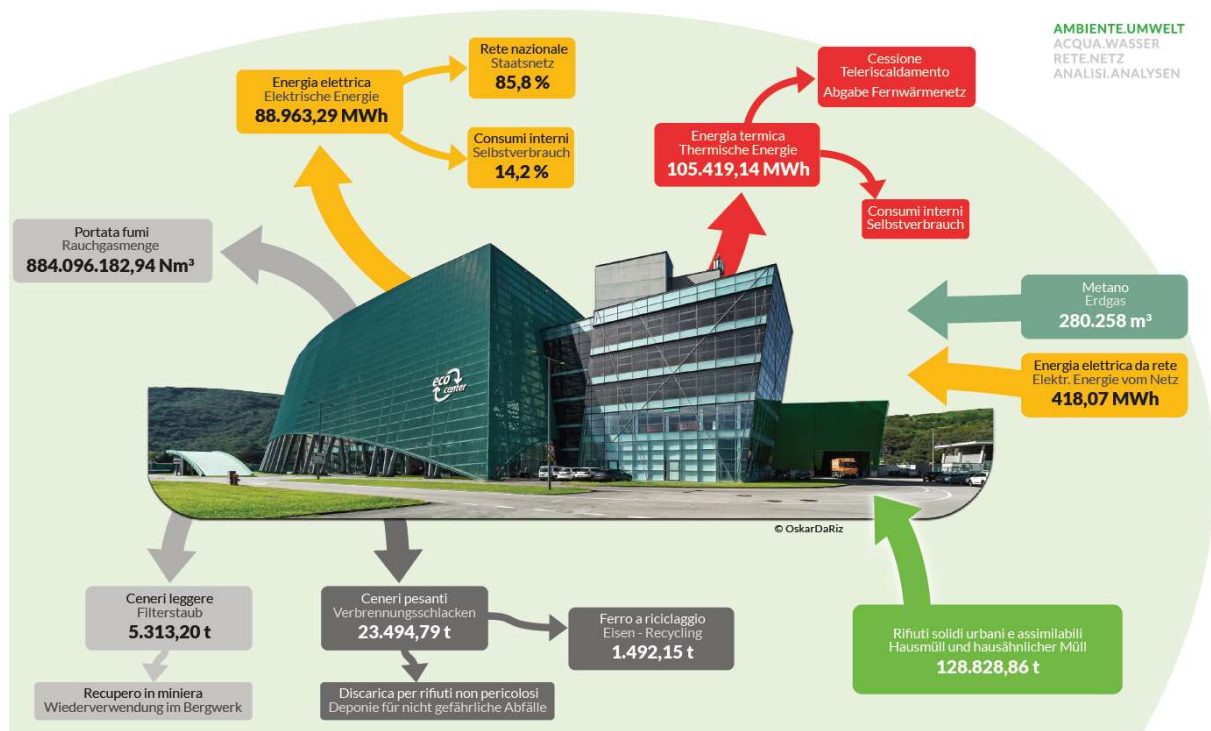 AMBIENTE.UMWELT
ACQUA.WASSER
RETE.NETZ
ANALISI.ANALYSEN
Rete nazionale
Staatsnetz
85,8 %
Energia elettrica
Elektrische Energie
88.963,29 MWh
Consumi interni
Selbstverbrauch
14,2 %
Cessione
Teleriscaldamento
Abgabe Fernwärmenetz
Energia termica
Thermische Energie
105.419,14 MWh
Consumi interni
Selbstverbrauch
Portata fumi
Rauchgasmenge
884.096.182,94 Nm³
Metano
Erdgas
280.258 m³
Energia elettrica da rete
Elektr. Energie vom Netz
418,07 MWh
eco
center
© OskarDaRiz
Ceneri leggere
Filterstaub
5.313,20 t
Ceneri pesanti
Verbrennungsschlacken
23.494,79 t
Ferro a riciclaggio
Eisen - Recycling
1.492,15 t
Rifiuti solidi urbani e assimilabili
Hausmüll und hausähnlicher Müll
128.828,86 t
Recupero in miniera
Wiederverwendung im Bergwerk
Discarica per rifiuti non pericolosi
Deponie für nicht gefährliche Abfälle